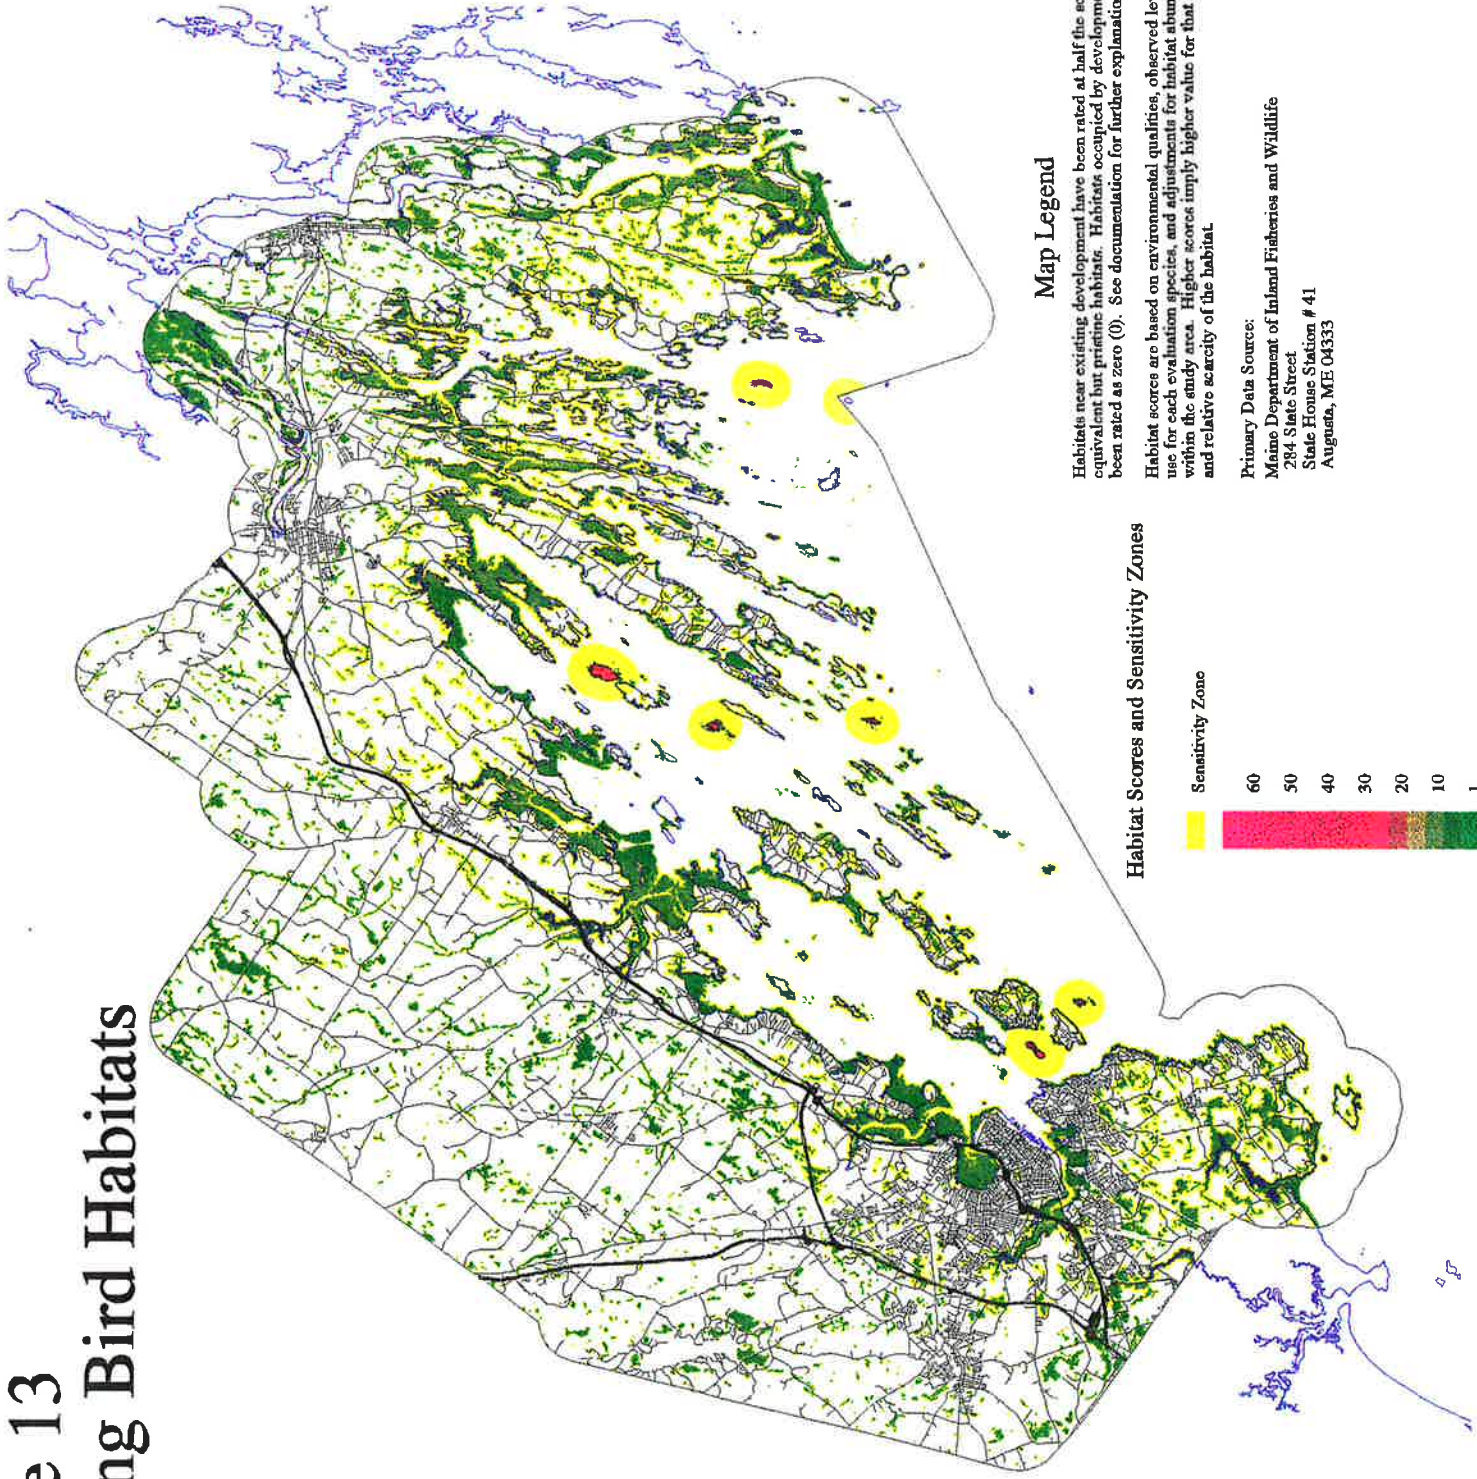 e 13
ng Bird Habitats
Map Legend
Habitats near existing development have been rated at half the sc
equivalent but pristine habitats. Habitats occupied by developme
been rated as zero (0). See documentation for further explanatio
Habitat scores are based on environmental qualities, observed le
use for each evaluation species, and adjustments for habitat abun
within the study area. Higher scores imply higher value for that
and relative scarcity of the habitat.
Primary Data Source:
Maine Department of Inland Fisheries and Wildlife
284 State Street
State House Station # 41
Augusta, ME 04333
Habitat Scores and Sensitivity Zones
Sensitivity Zone
60
50
40
30
20
10
1